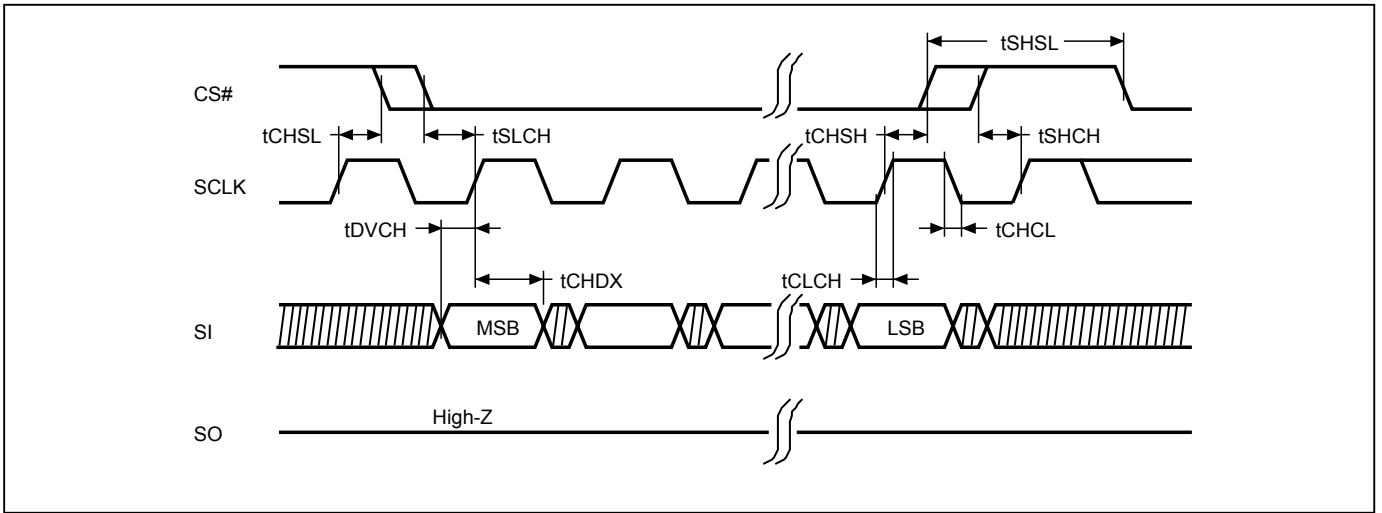 tSHSL
CS#
tCHSL
tSLCH
tCHSH
tSHCH
SCLK
tDVCH
tCHCL
tCHDX
tCLCH
SI
MSB
LSB
High-Z
SO